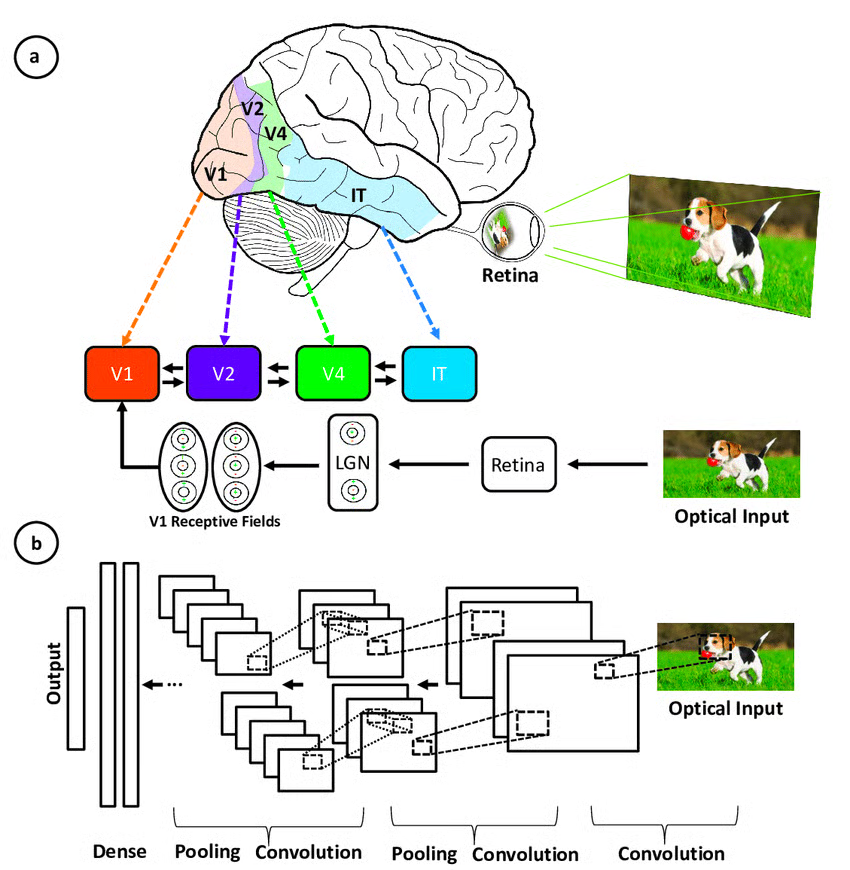 a
V2
V4
V1
IT
Retina
V1
V2
V4
IT
LGN
Retina
V1 Receptive Fields
Optical Input
b
Output
Optical Input
Dense
Pooling
Convolution
Pooling
Convolution
Convolution